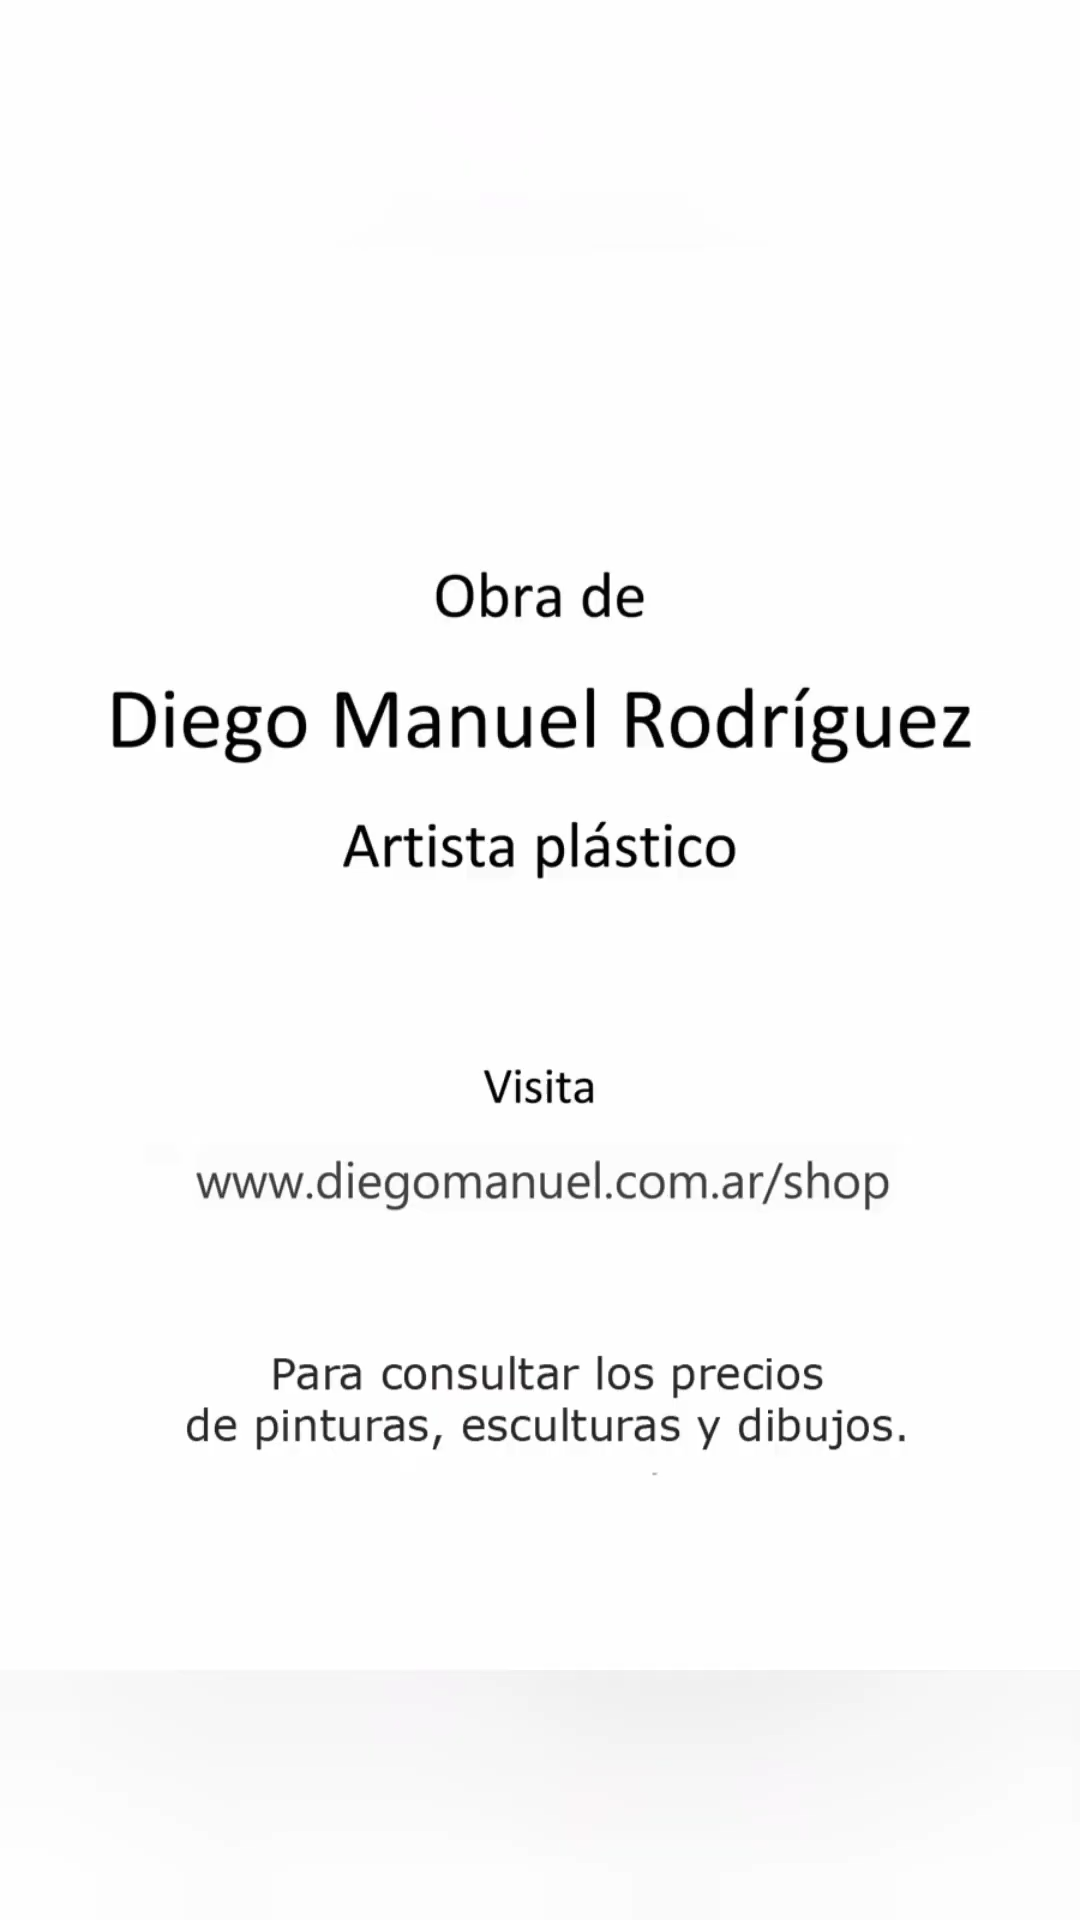 Obra de
Diego Manuel Rodríguez
Artista plástico
Visita
www.diegomanuel.com.ar/shop
Para consultar los precios
de pinturas, esculturas y dibujos.